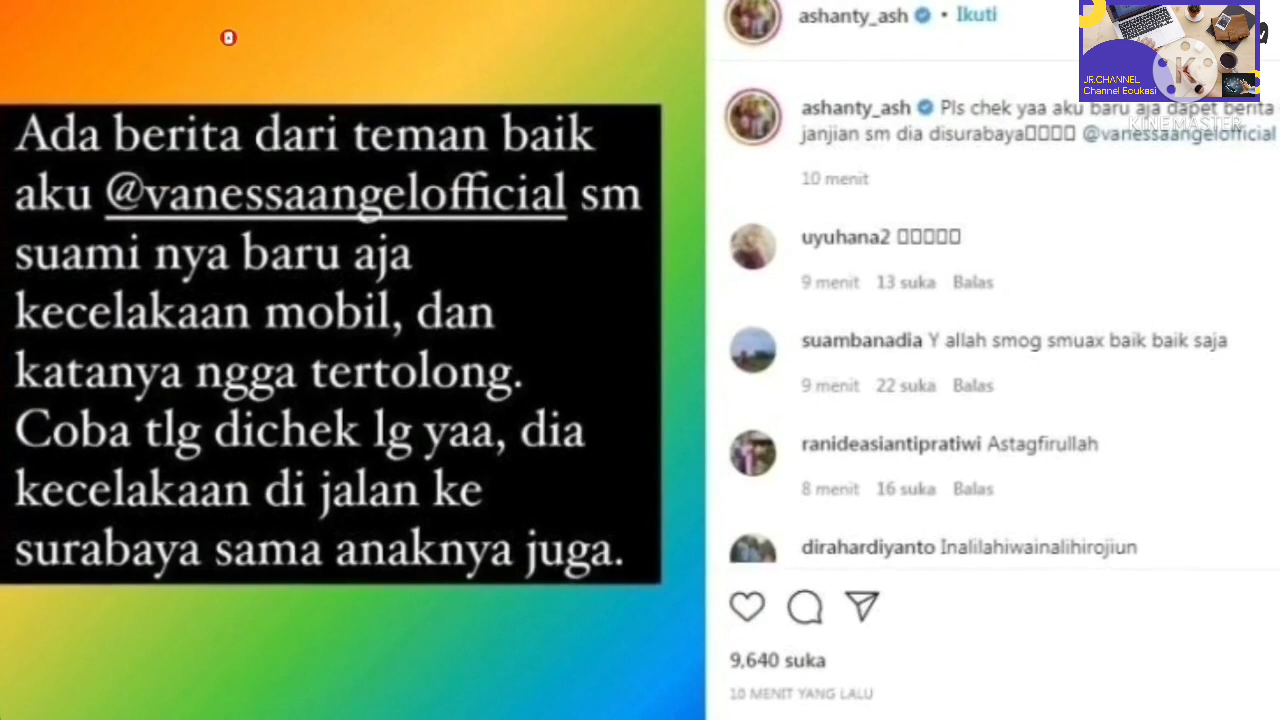 Ada berita dari teman baik
aku @vanessaangelofficial sm
suami nya baru aja
kecelakaan mobil, dan
katanya ngga tertolong.
Coba tlg dichek lg yaa, dia
kecelakaan di jalan ke
surabaya sama anaknya juga.
ashanty_ash • Ikuti
JR.CHANNEL
Channel Edukasi
K
KINEMASTER
ashanty_ash Pls chek yaa aku baru aja dapet berita
janjian sm dia disurabaya @vanessaangelofficial
10 menit
uyuhana2
9 menit 13 suka Balas
suambanadia Y allah smog smuax baik baik saja
9 menit 22 suka Balas
ranideasiantipratiwi Astagfirullah
8 menit 16 suka Balas
dirahardiyanto Inalilahiwainalihirojiun
9,640 suka
10 MENIT YANG LALU